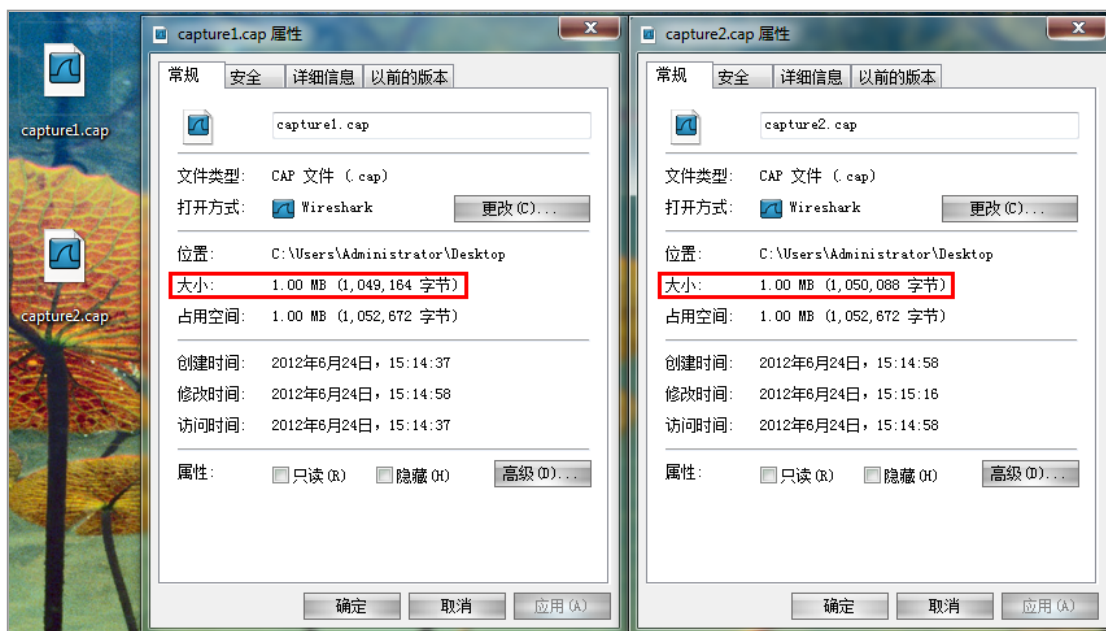 capture1.cap
capture2.cap
capture1.cap 属性
常规 安全 详细信息 以前的版本
capture1.cap
文件类型: CAP 文件 (.cap)
打开方式: Wireshark 更改(C)...
位置: C:\Users\Administrator\Desktop
大小: 1.00 MB (1,049,164 字节)
占用空间: 1.00 MB (1,052,672 字节)
创建时间: 2012年6月24日，15:14:37
修改时间: 2012年6月24日，15:14:58
访问时间: 2012年6月24日，15:14:37
属性: 只读(R) 隐藏(H) 高级(D)...
确定 取消 应用(A)
capture2.cap 属性
常规 安全 详细信息 以前的版本
capture2.cap
文件类型: CAP 文件 (.cap)
打开方式: Wireshark 更改(C)...
位置: C:\Users\Administrator\Desktop
大小: 1.00 MB (1,050,088 字节)
占用空间: 1.00 MB (1,052,672 字节)
创建时间: 2012年6月24日，15:14:58
修改时间: 2012年6月24日，15:15:16
访问时间: 2012年6月24日，15:14:58
属性: 只读(R) 隐藏(H) 高级(D)...
确定 取消 应用(A)